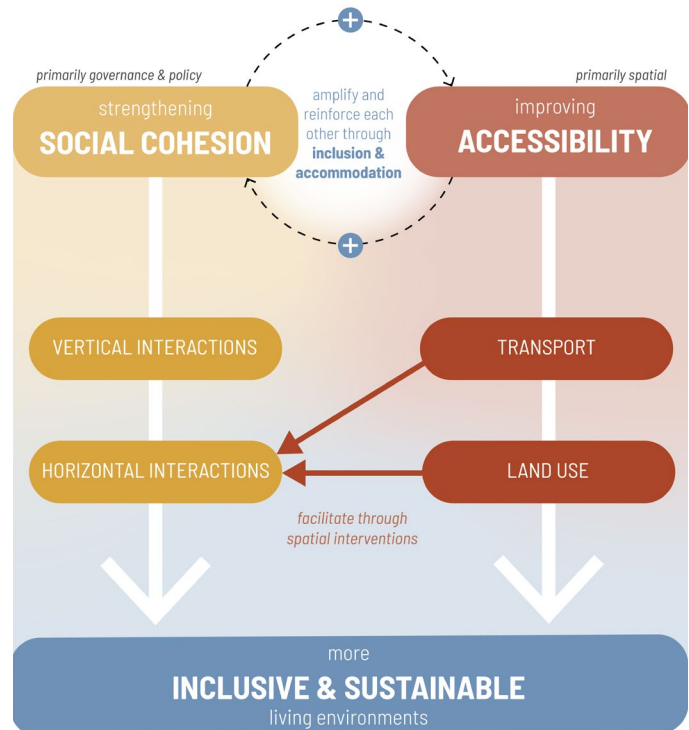 primarily governance & policy
strengthening
SOCIAL COHESION
amplify and
reinforce each
other through
inclusion &
accommodation
primarily spatial
improving
ACCESSIBILITY
VERTICAL INTERACTIONS
TRANSPORT
HORIZONTAL INTERACTIONS
LAND USE
facilitate through
spatial interventions
more
INCLUSIVE & SUSTAINABLE
living environments